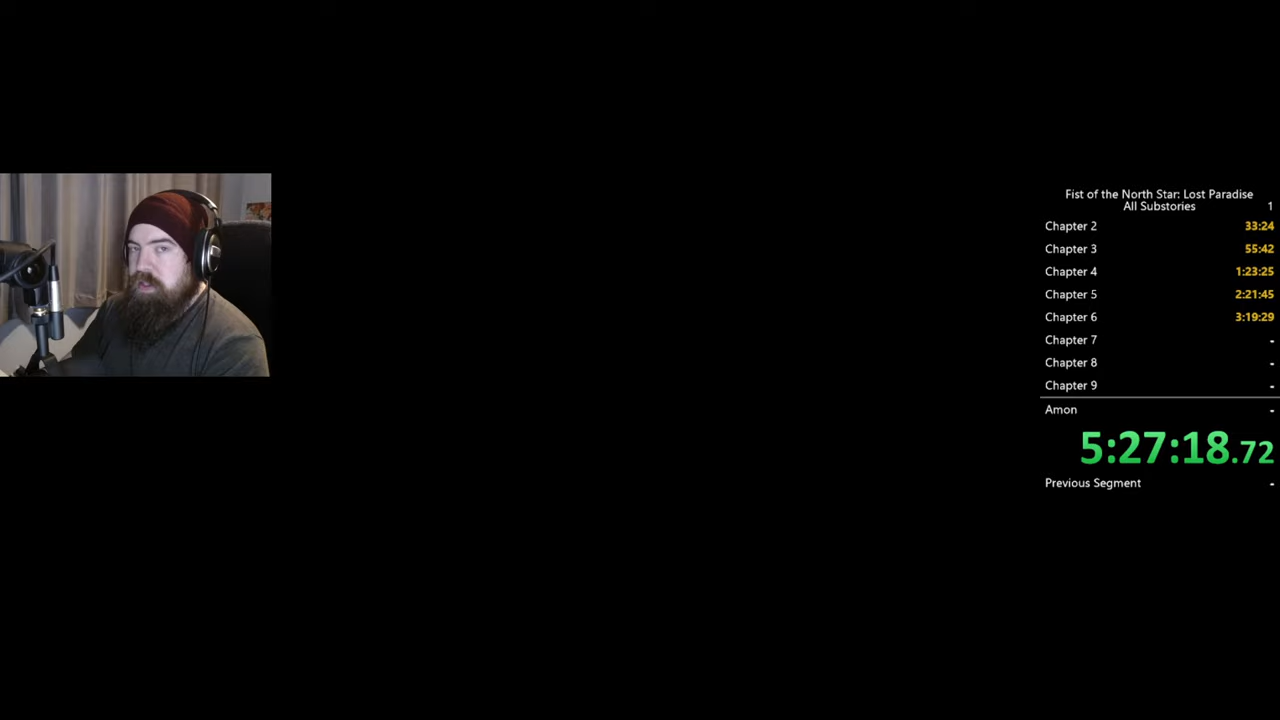 Fist of the North Star: Lost Paradise
All Substories 1
Chapter 2 33:24
Chapter 3 55:42
Chapter 4 1:23:25
Chapter 5 2:21:45
Chapter 6 3:19:29
Chapter 7 -
Chapter 8 -
Chapter 9 -
Amon -
5:27:18.72
Previous Segment -